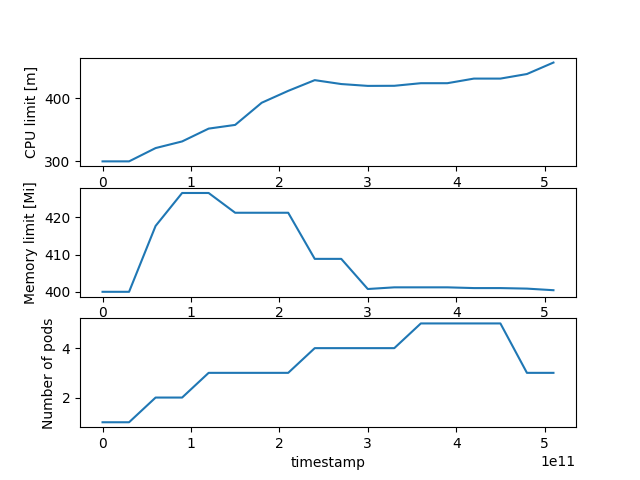 CPU limit [m]
400
300
0 1 2 3 4 5
Memory limit [Mi]
420
410
400
0 1 2 3 4 5
Number of pods
4
2
0 1 2 3 4 5
timestamp
1e11